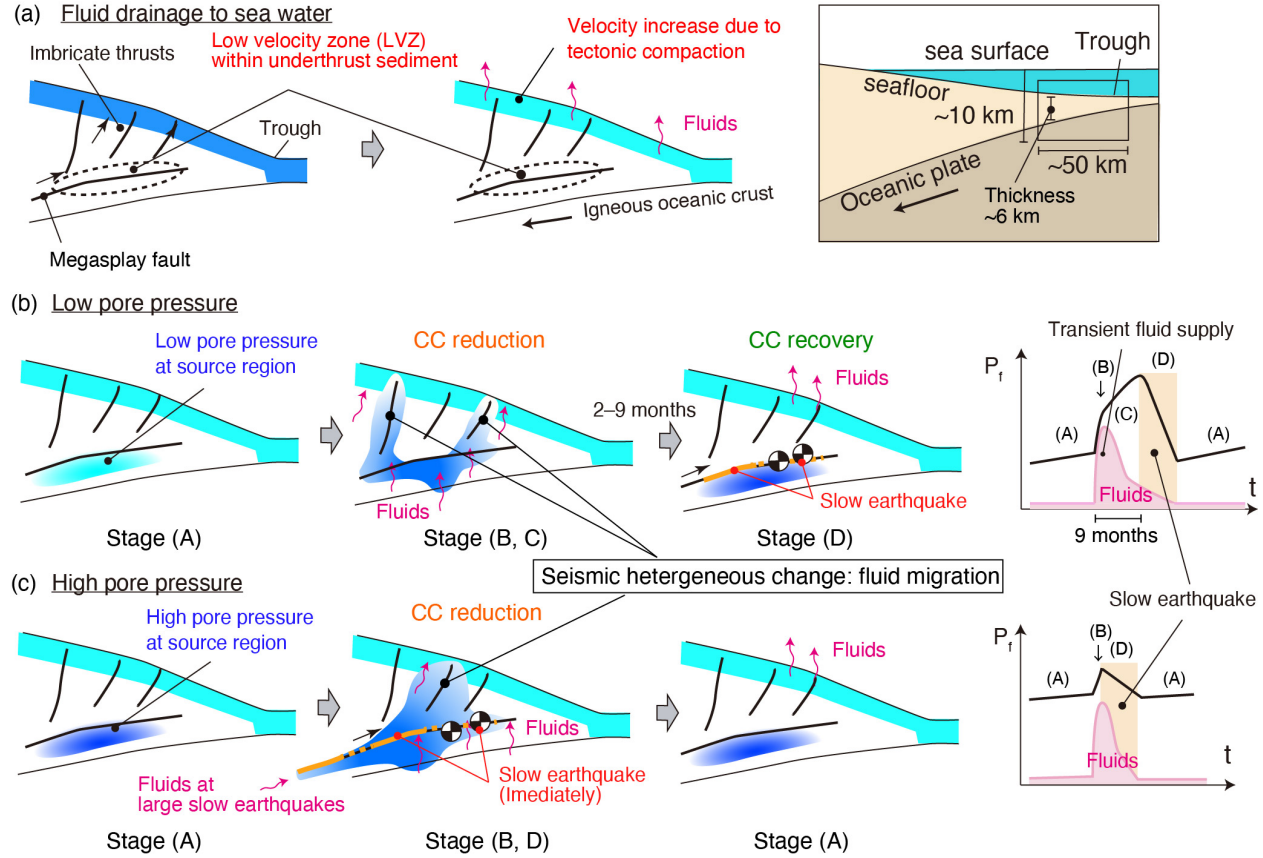 (a) Fluid drainage to sea water
Imbricate thrusts
Low velocity zone (LVZ)
within underthrust sediment
Trough
Megasplay fault
Velocity increase due to
tectonic compaction
Fluids
Igneous oceanic crust
sea surface
Trough
seafloor
~10 km
~50 km
Oceanic plate
Thickness
~6 km
(b) Low pore pressure
Low pore pressure
at source region
Stage (A)
CC reduction
Fluids
Stage (B, C)
2–9 months
CC recovery
Fluids
Slow earthquake
Stage (D)
Transient fluid supply
Pf
(B)
(D)
(C)
(A)
(A)
Fluids
t
9 months
Seismic hetergeneous change: fluid migration
(c) High pore pressure
High pore pressure
at source region
Fluids at
large slow earthquakes
Stage (A)
CC reduction
Fluids
Slow earthquake
(Imediately)
Stage (B, D)
Fluids
Stage (A)
Slow earthquake
Pf
(B)
(D)
(A)
(A)
Fluids
t